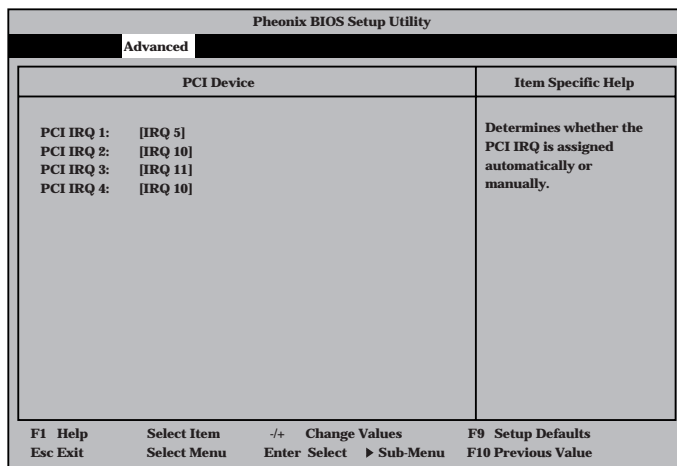 Pheonix BIOS Setup Utility
Advanced
PCI Device
Item Specific Help
PCI IRQ 1: [IRQ 5]
PCI IRQ 2: [IRQ 10]
PCI IRQ 3: [IRQ 11]
PCI IRQ 4: [IRQ 10]
Determines whether the
PCI IRQ is assigned
automatically or
manually.
F1 Help Select Item -/+ Change Values F9 Setup Defaults
Esc Exit Select Menu Enter Select ▶ Sub-Menu F10 Previous Value